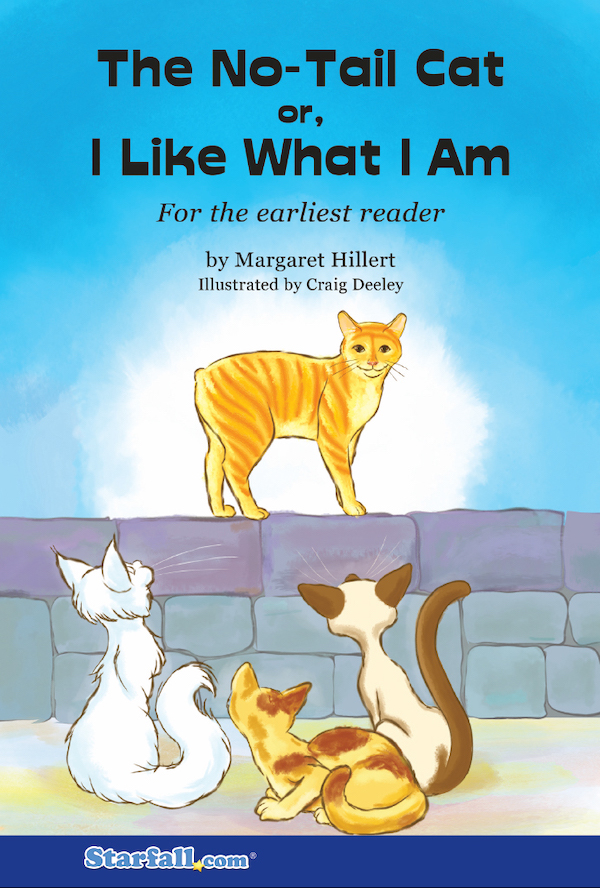 The No-Tail Cat
or,
I Like What I Am
For the earliest reader
by Margaret Hillert
Illustrated by Craig Deeley
Starfall.com®